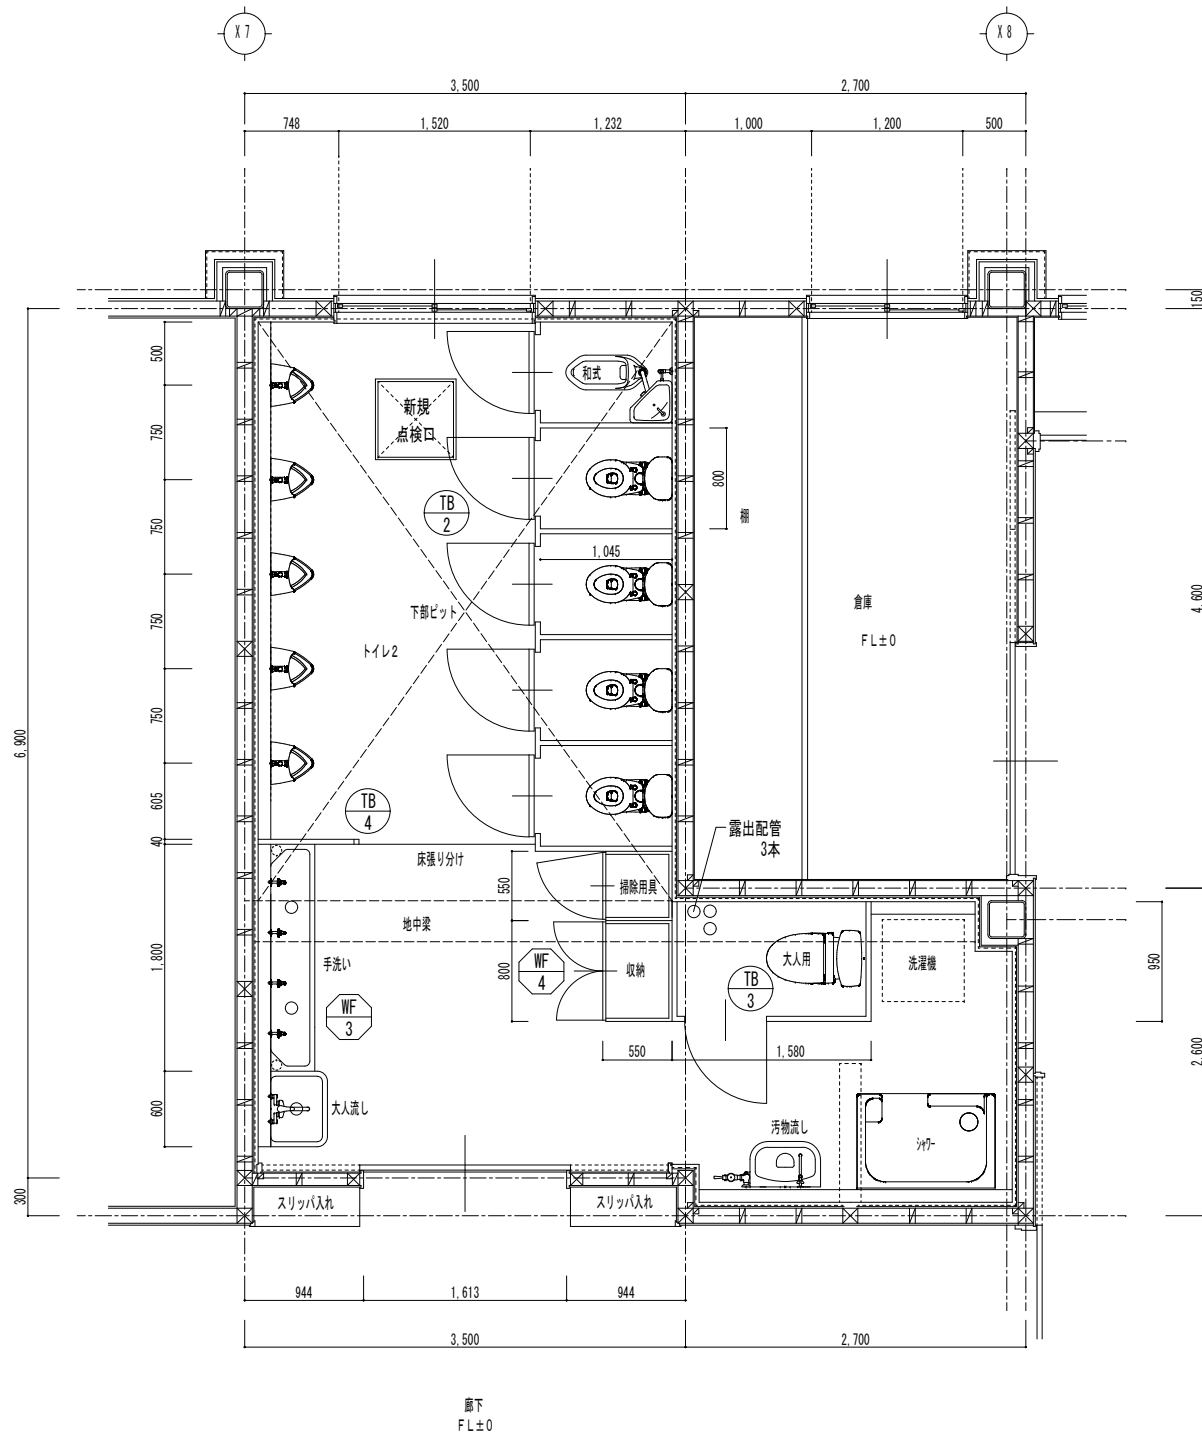 X7
X8
3,500
2,700
748
1,520
1,232
1,000
1,200
500
150
500
和式
新規
点検口
750
TB
2
800
棚
750
1,045
4,600
倉庫
下部ピット
FL±0
750
トイレ2
750
6,900
605
TB
4
露出配管
3本
40
床張り分け
550
掃除用具
地中梁
1,800
手洗い
800
WF
4
収納
大人用
洗濯機
950
TB
3
WF
3
550
1,580
2,600
600
大人流し
汚物流し
シャワー
300
スリッパ入れ
スリッパ入れ
944
1,613
944
3,500
2,700
廊下
FL±0